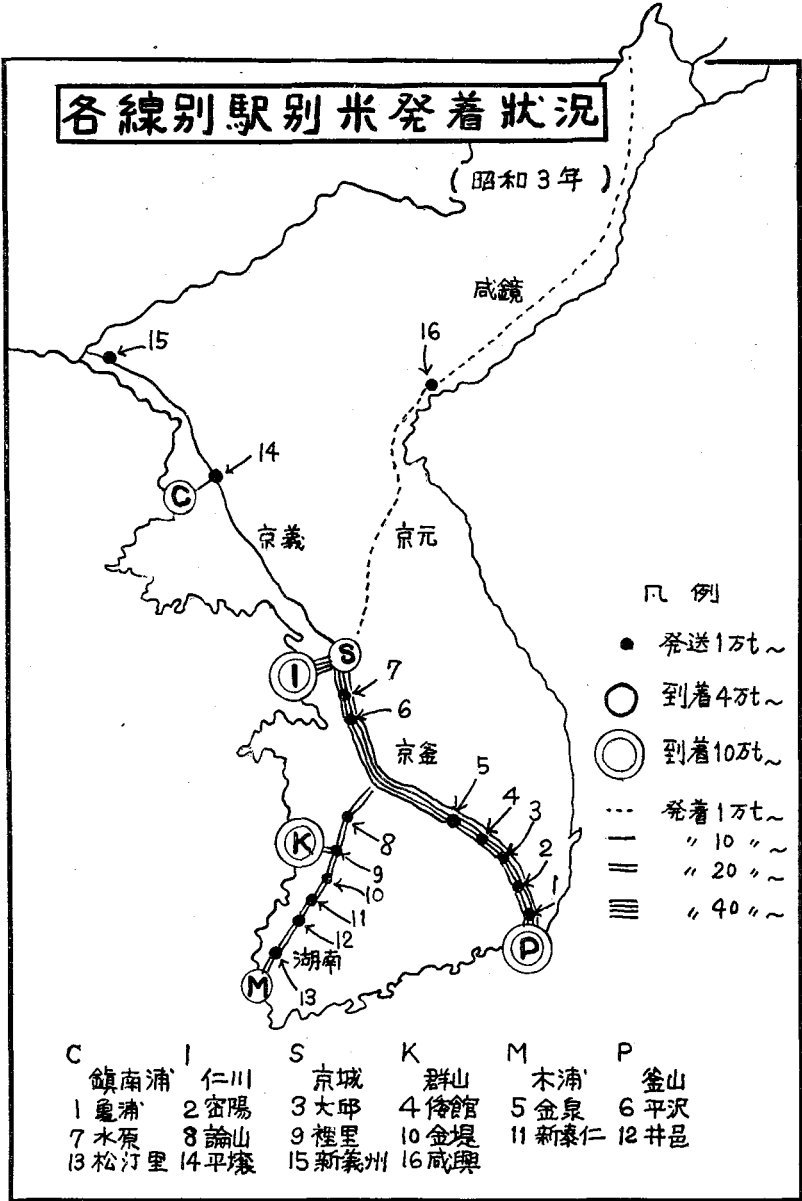 各線別駅別米発着狀況
(昭和3年)
咸鏡
15
16
14
C
京義
京元
S
I
7
6
京釜
5
4
3
2
1
K
8
9
10
11
12
湖南
13
M
P
凡例
発送1万t~
到着4万t~
到着10万t~
発着1万t~
〃10〃~
〃20〃~
〃40〃~
C I S K M P
鎮南浦 仁川 京城 群山 木浦 釜山
1 亀浦 2 密陽 3 大邱 4 倭館 5 金泉 6 平沢
7 水原 8 論山 9 裡里 10 金堤 11 新泰仁 12 井邑
13 松汀里 14 平壌 15 新義州 16 咸興